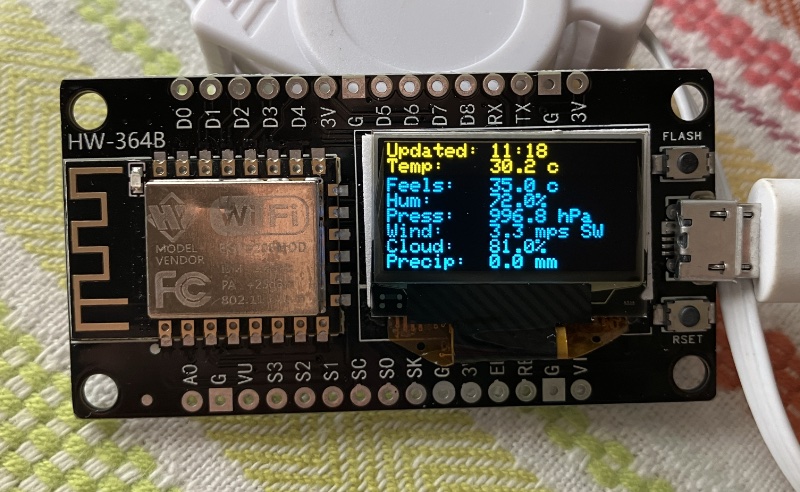 D0 D1 D2 D3 D4 3V G D5 D6 D7 D8 RX TX G 3V
HW-364B
FLASH
Updated: 11:18
Temp: 30.2 c
Feels: 35.0 c
Hum: 72.0%
Press: 996.8 hPa
Wind: 3.3 mps SW
Cloud: 81.0%
Precip: 0.0 mm
WiFi
MODEL
VENDOR
ISM
PA
802.11
FC
RSET
A0 G VU S3 S2 S1 SC SO SK G